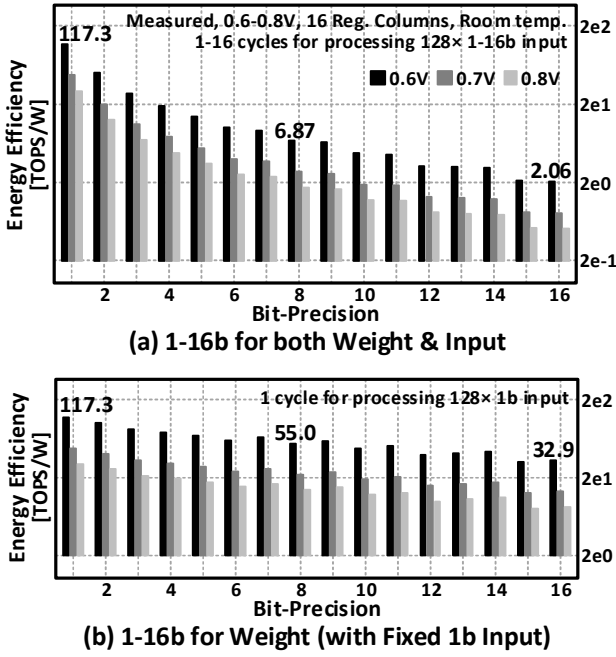 Measured, 0.6-0.8V, 16 Reg. Columns, Room temp.
1-16 cycles for processing 128× 1-16b input
117.3
0.6V 0.7V 0.8V
6.87
2.06
Energy Efficiency
[TOPS/W]
2e2
2e1
2e0
2e-1
2 4 6 8 10 12 14 16
Bit-Precision
(a) 1-16b for both Weight & Input
1 cycle for processing 128× 1b input
117.3
55.0
32.9
Energy Efficiency
[TOPS/W]
2e2
2e1
2e0
2 4 6 8 10 12 14 16
Bit-Precision
(b) 1-16b for Weight (with Fixed 1b Input)